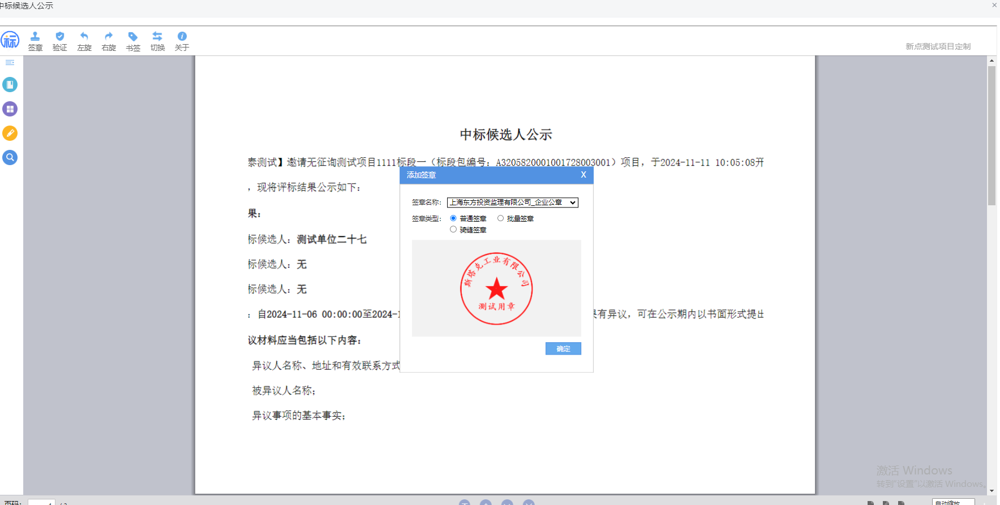 中标候选人公示
标
签章 验证 左旋 右旋 书签 切换 关于
新点测试项目定制
中标候选人公示
泰测试】邀请无征询测试项目1111标段一（标段包编号：A3205820001001728003001）项目，于2024-11-11 10:05:08开
，现将评标结果公示如下：
果：
标候选人：测试单位二十七
标候选人：无
标候选人：无
：自2024-11-06 00:00:00至2024-1
有异议，可在公示期内以书面形式提出
议材料应当包括以下内容：
异议人名称、地址和有效联系方式
被异议人名称；
异议事项的基本事实；
添加签章 X
签章名称： 上海东方投资监理有限公司_企业公章
签章类型： 普通签章 批量签章
骑缝签章
斯塔克工业有限公司
测试用章
确定
激活 Windows
转到"设置"以激活 Windows。
页码：
自动缩放